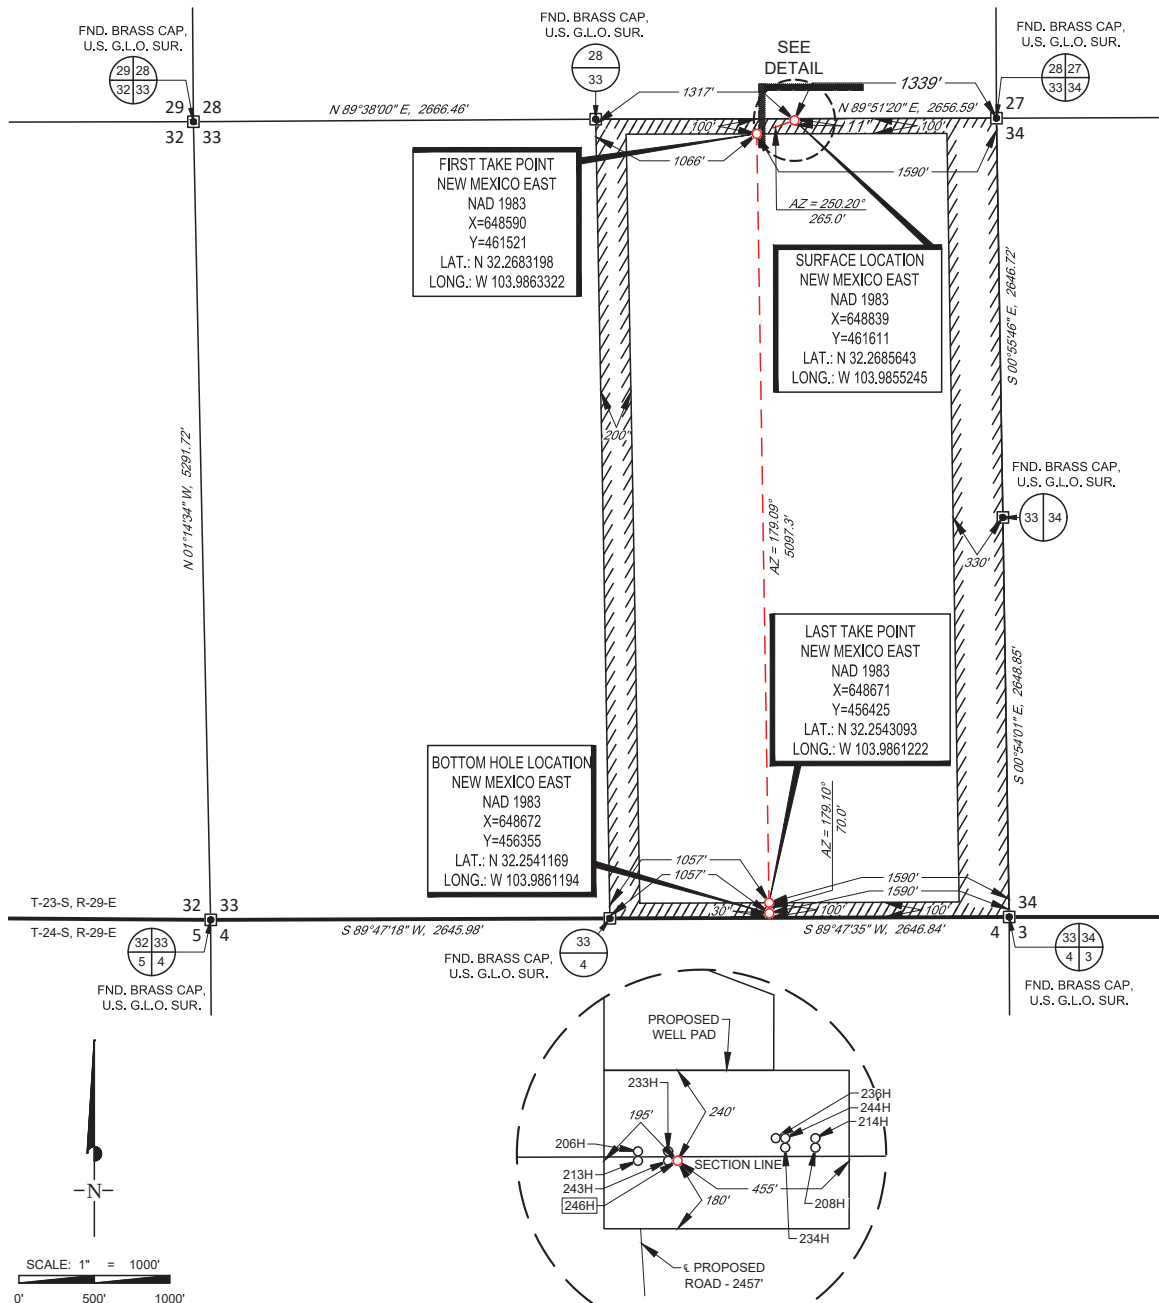 FND. BRASS CAP,
U.S. G.L.O. SUR.
29 28
32 33
FND. BRASS CAP,
U.S. G.L.O. SUR.
28
33
FND. BRASS CAP,
U.S. G.L.O. SUR.
28 27
33 34
SEE
DETAIL
29 28
32 33
N 89°38'00" E, 2666.46'
1317'
1339'
N 89°51'20" E, 2656.59'
27
34
100'
11"
100'
1066'
1590'
AZ = 250.20°
265.0'
FIRST TAKE POINT
NEW MEXICO EAST
NAD 1983
X=648590
Y=461521
LAT.: N 32.2683198
LONG.: W 103.9863322
SURFACE LOCATION
NEW MEXICO EAST
NAD 1983
X=648839
Y=461611
LAT.: N 32.2685643
LONG.: W 103.9855245
S 00°55'46" E, 2646.72'
200'
N 01°14'34" W, 5291.72'
AZ = 179.09°
5097.3'
FND. BRASS CAP,
U.S. G.L.O. SUR.
33 34
330'
LAST TAKE POINT
NEW MEXICO EAST
NAD 1983
X=648671
Y=456425
LAT.: N 32.2543093
LONG.: W 103.9861222
S 00°54'01" E, 2648.85'
BOTTOM HOLE LOCATION
NEW MEXICO EAST
NAD 1983
X=648672
Y=456355
LAT.: N 32.2541169
LONG.: W 103.9861194
AZ = 179.10°
70.0'
1057'
1057'
1590'
1590'
30"
100'
100'
T-23-S, R-29-E
T-24-S, R-29-E
32 33
5 4
34
4 3
S 89°47'18" W, 2645.98'
S 89°47'35" W, 2646.84'
32 33
5 4
FND. BRASS CAP,
U.S. G.L.O. SUR.
33
4
FND. BRASS CAP,
U.S. G.L.O. SUR.
33 34
4 3
FND. BRASS CAP,
U.S. G.L.O. SUR.
PROPOSED
WELL PAD
233H
236H
244H
214H
195'
240'
206H
SECTION LINE
213H
243H
246H
455'
180'
208H
234H
℄ PROPOSED
ROAD - 2457'
N
SCALE: 1" = 1000'
0' 500' 1000'